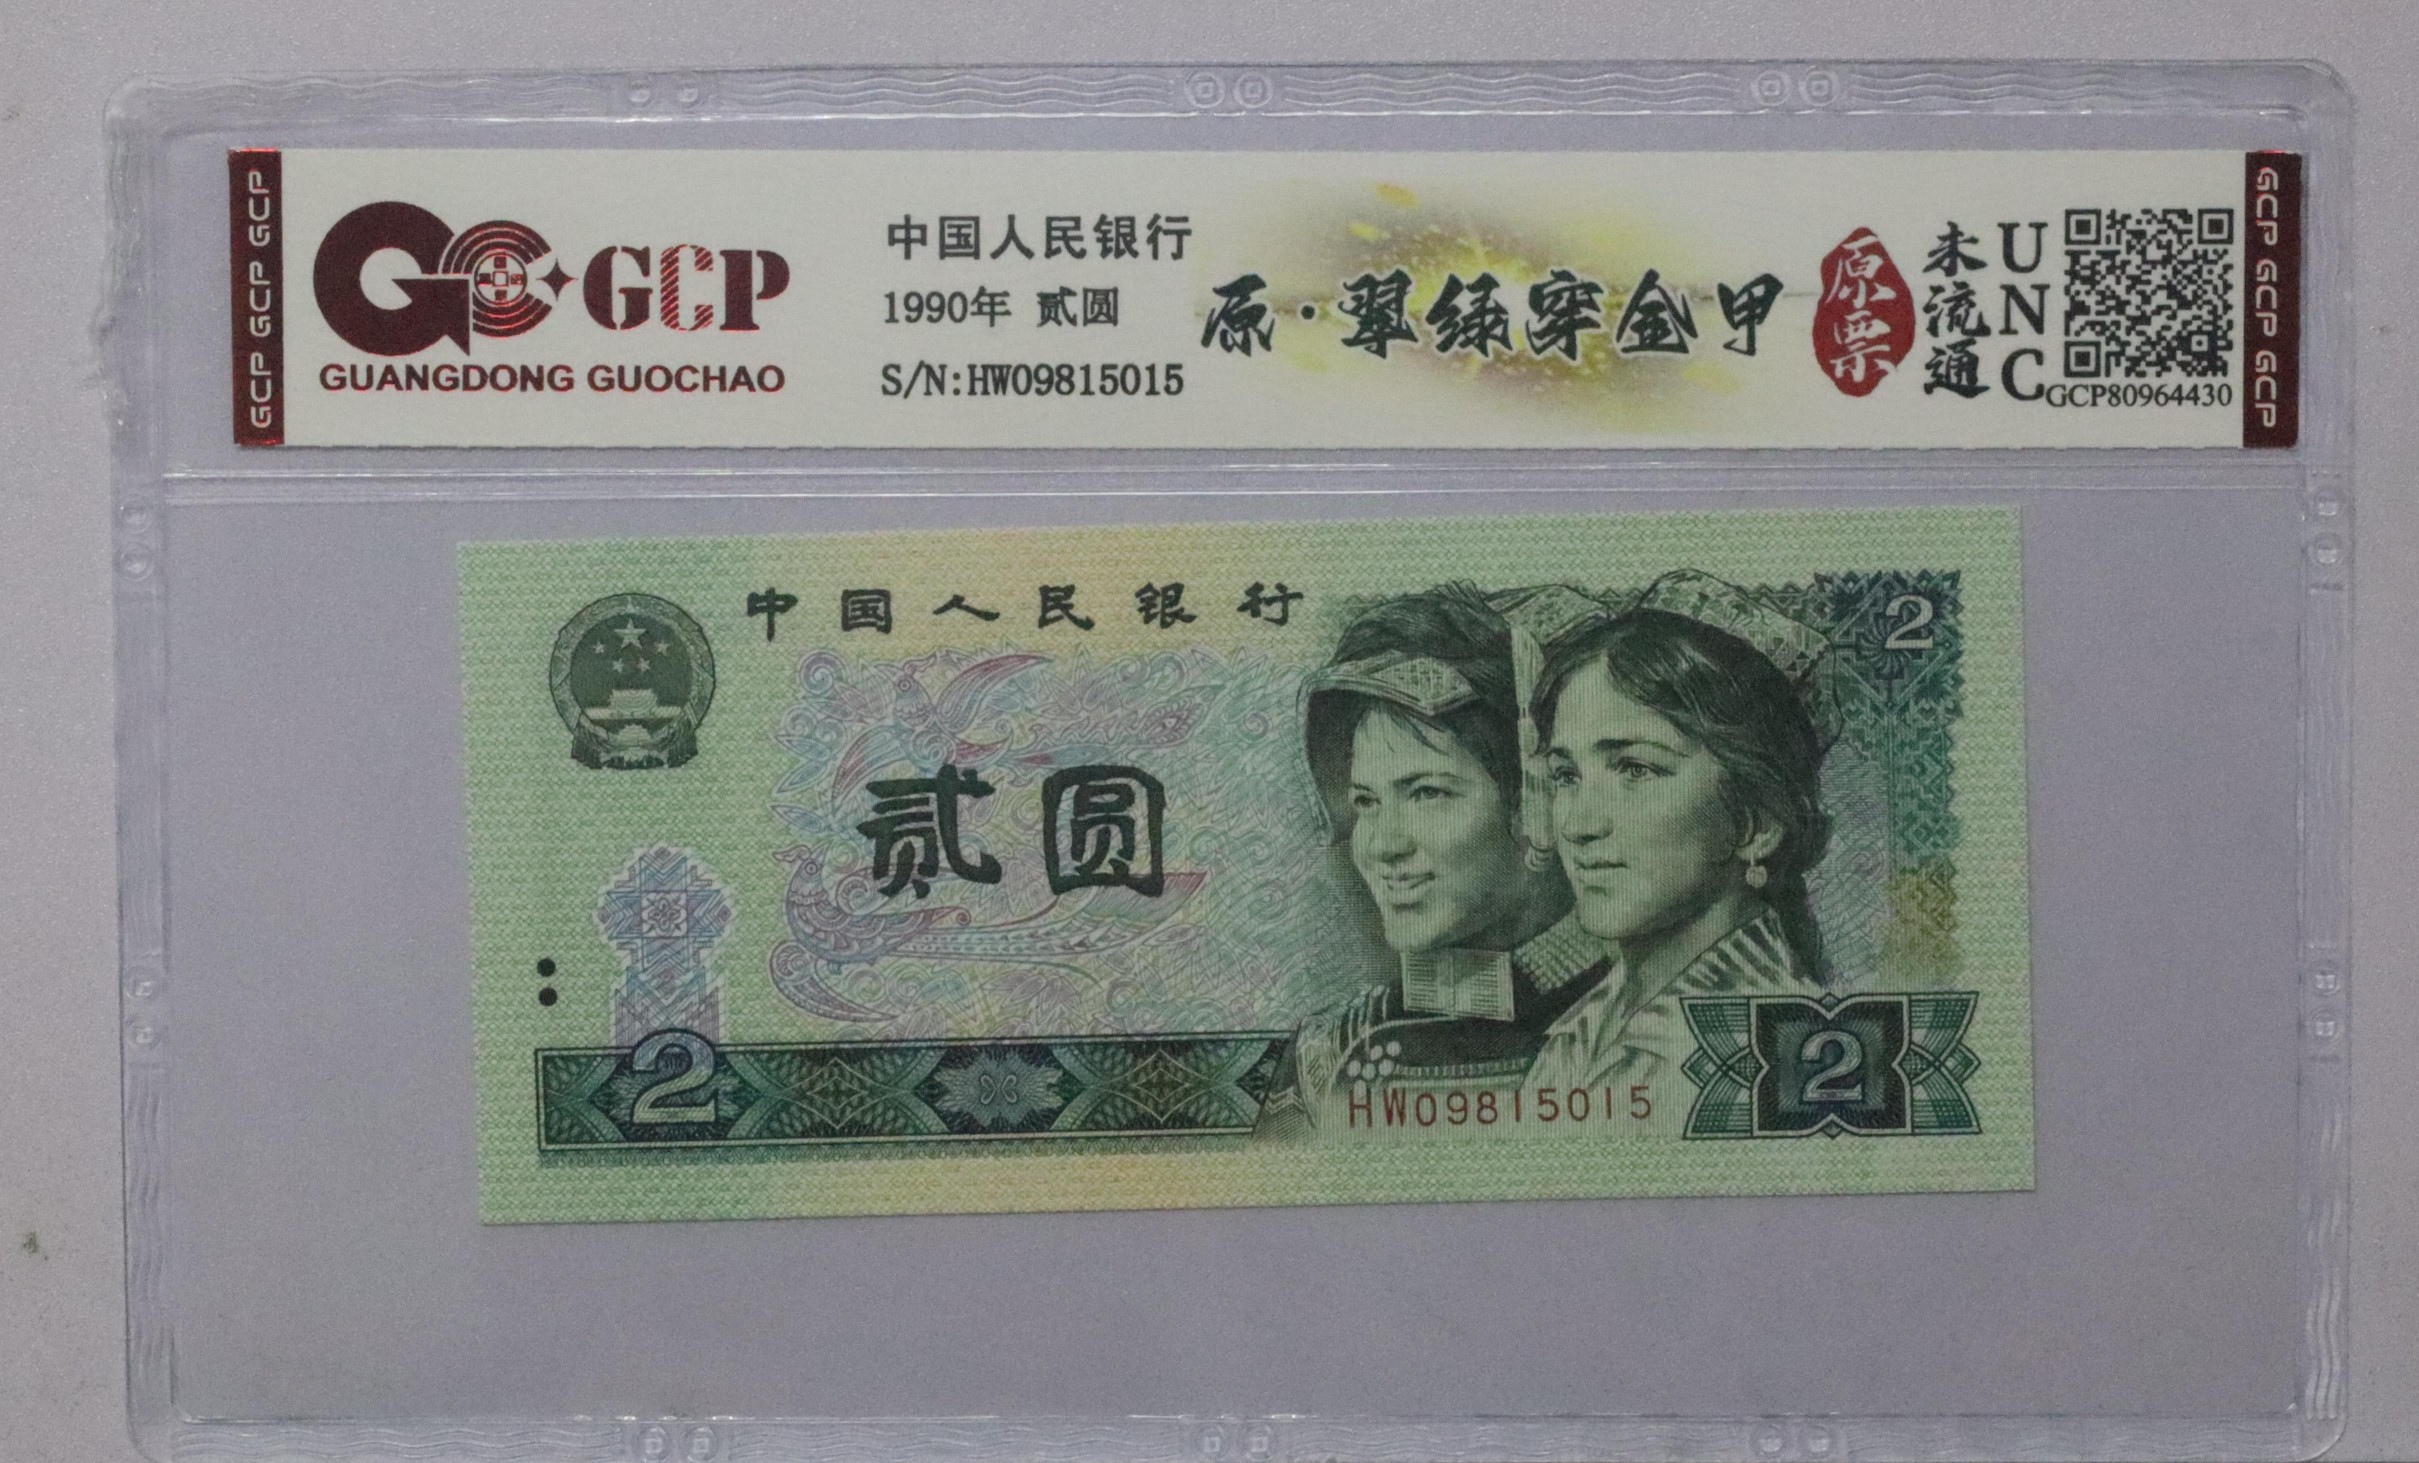 GCP GCP GCP
GCP
GUANGDONG GUOCHAO
中国人民银行
1990年 贰圆
S/N:HW09815015
原·翠绿穿金甲
原票
未流通
UNC
GCP80964430
GCP GCP GCP
中国人民银行
2
贰圆
2
HW09815015
2